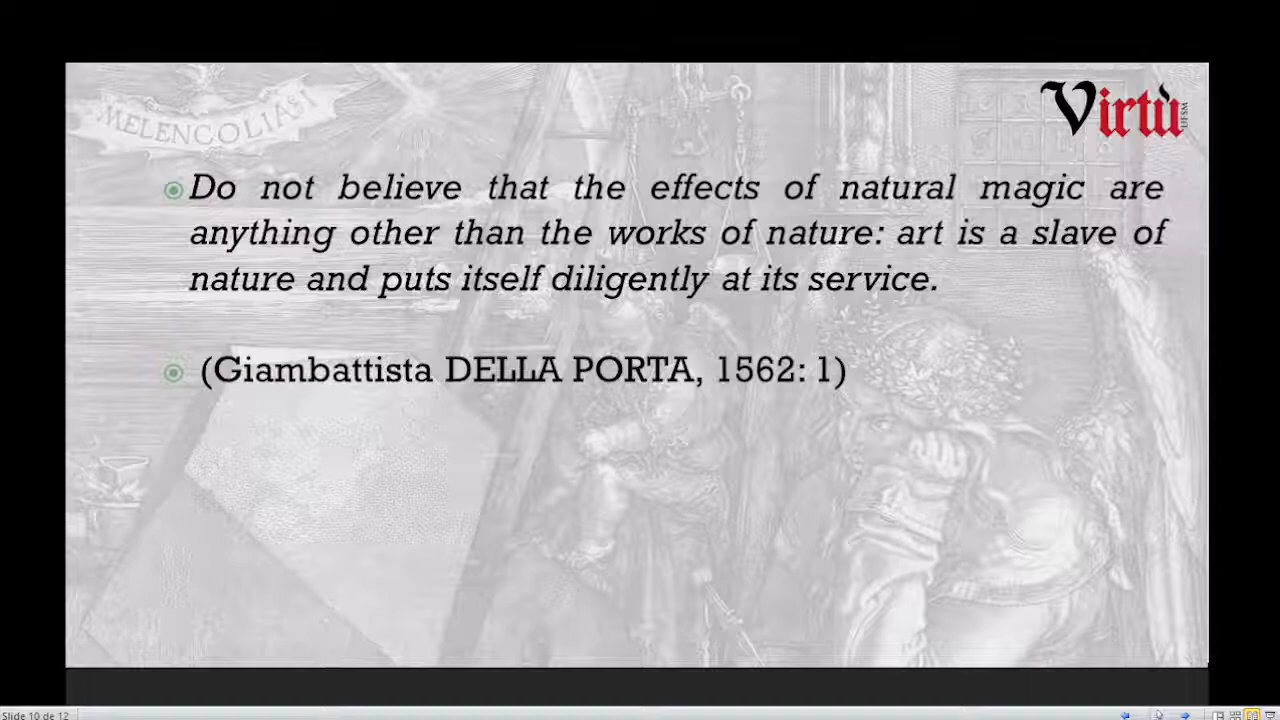 MELENCOLIA§I
Virtù
UFSM
Do not believe that the effects of natural magic are
anything other than the works of nature: art is a slave of
nature and puts itself diligently at its service.
(Giambattista DELLA PORTA, 1562: 1)
Slide 10 de 12